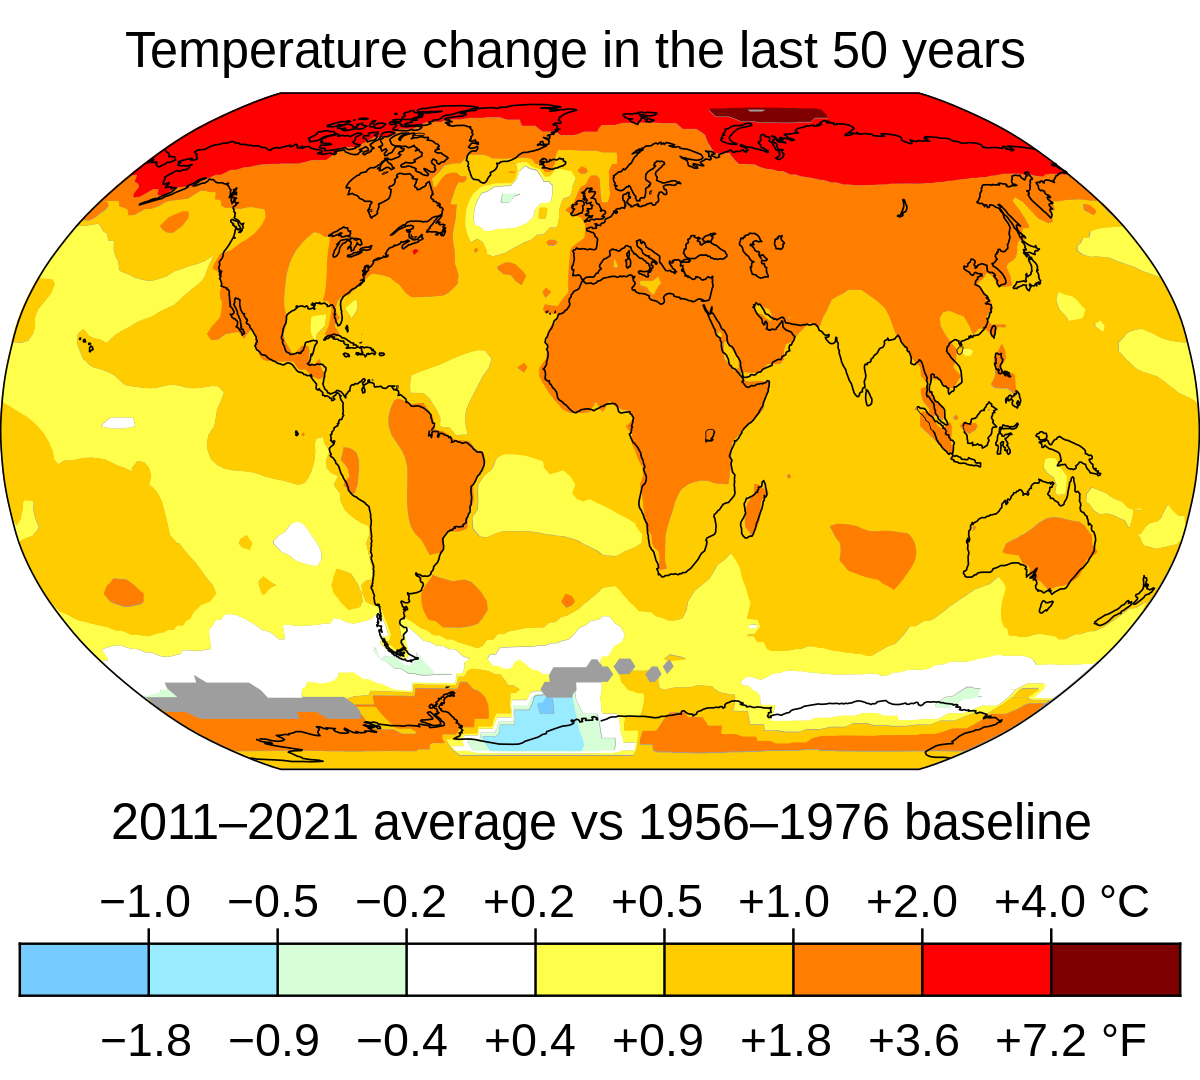 Temperature change in the last 50 years
2011–2021 average vs 1956–1976 baseline
−1.0 −0.5 −0.2 +0.2 +0.5 +1.0 +2.0 +4.0 °C
−1.8 −0.9 −0.4 +0.4 +0.9 +1.8 +3.6 +7.2 °F